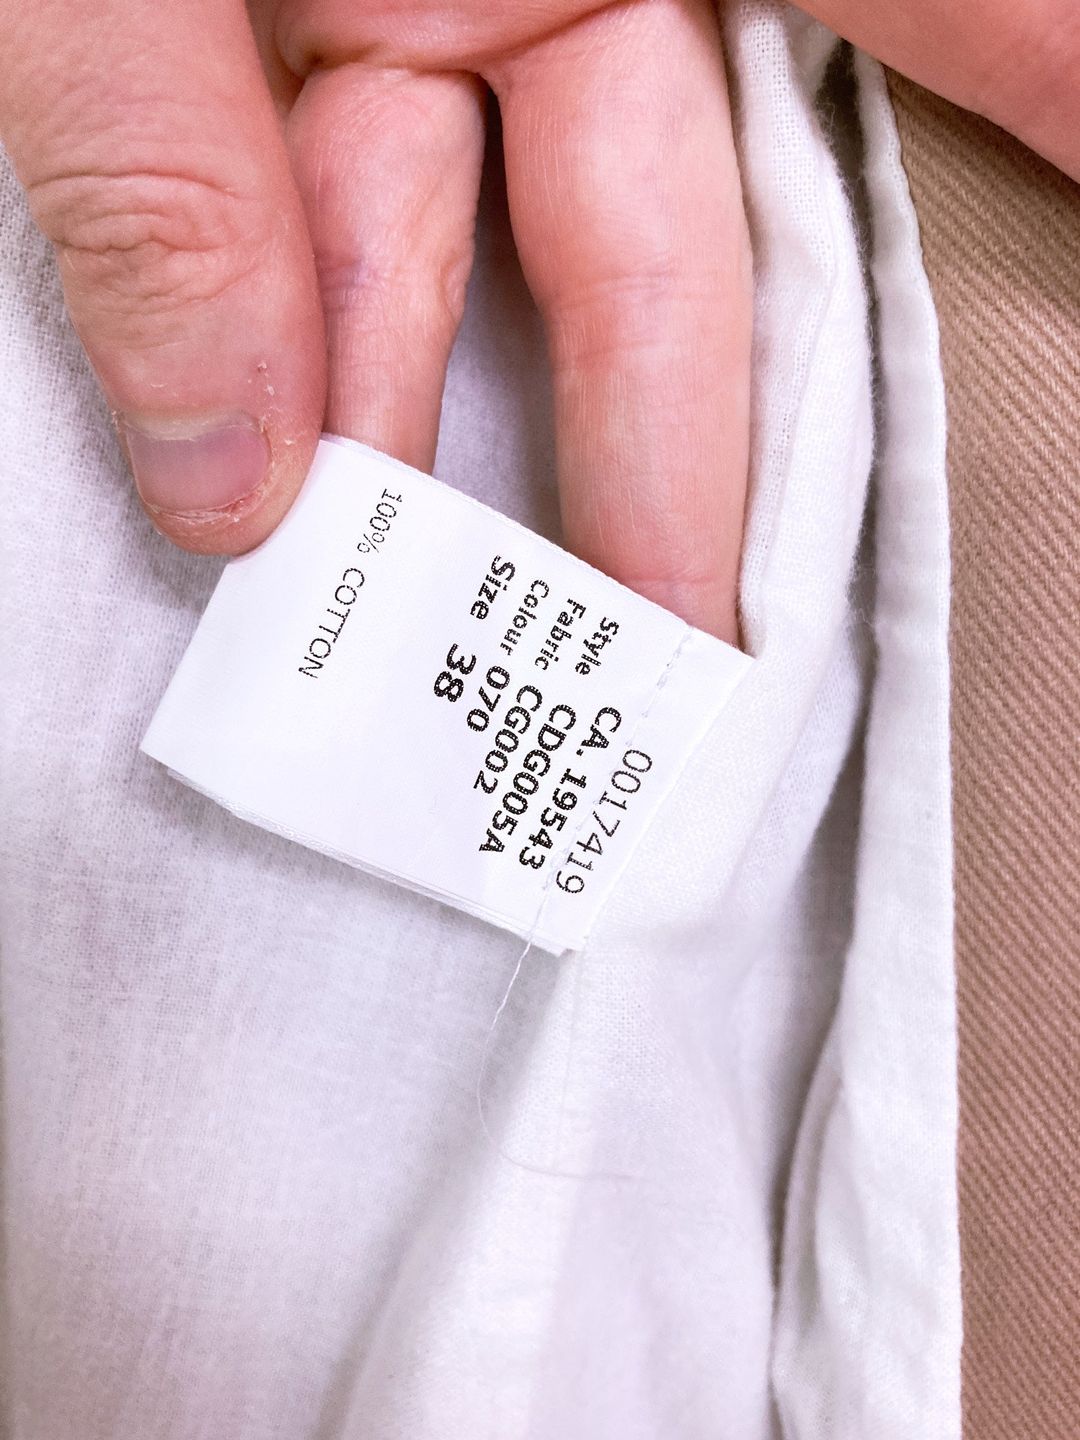 0017419
CA. 19543
Style CDG005A
Fabric CG002
Colour 070
Size 38
100% COTTON